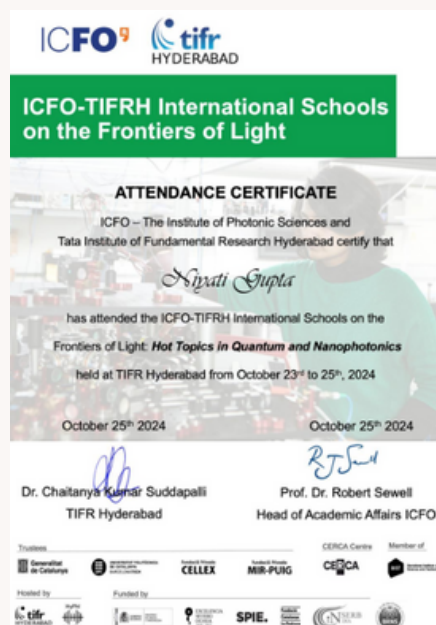 ICFO
tifr
HYDERABAD
ICFO-TIFRH International Schools
on the Frontiers of Light
ATTENDANCE CERTIFICATE
ICFO – The Institute of Photonic Sciences and
Tata Institute of Fundamental Research Hyderabad certify that
Niyati Gupta
has attended the ICFO-TIFRH International Schools on the
Frontiers of Light: Hot Topics in Quantum and Nanophotonics
held at TIFR Hyderabad from October 23rd to 25th, 2024
October 25th 2024 October 25th 2024
Dr. Chaitanya Kumar Suddapalli Prof. Dr. Robert Sewell
TIFR Hyderabad Head of Academic Affairs ICFO
Trustees CERCA Centre Member of
Generalitat
de Catalunya
CELLEX
MIR-PUIG
CERCA
Hosted by Funded by
tifr
SPIE.
SERB